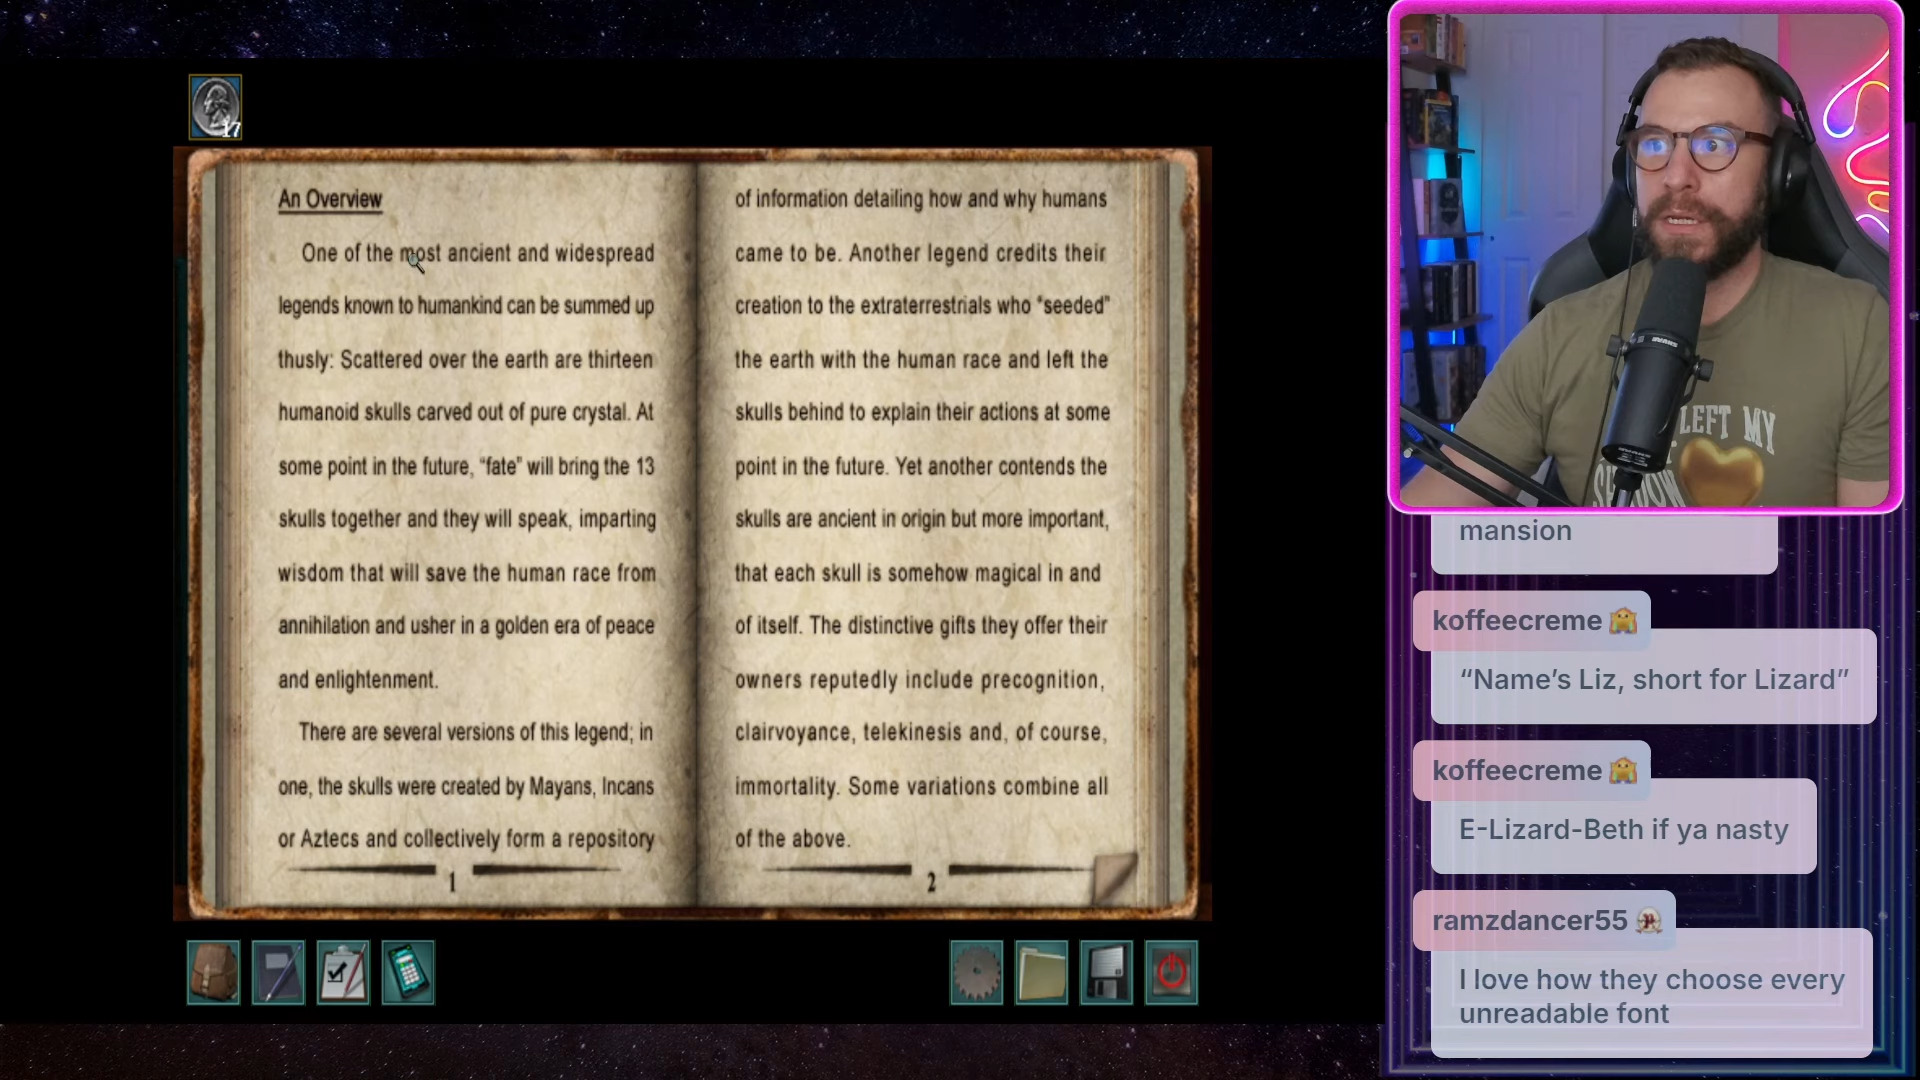 17
An Overview
One of the most ancient and widespread
legends known to humankind can be summed up
thusly: Scattered over the earth are thirteen
humanoid skulls carved out of pure crystal. At
some point in the future, “fate” will bring the 13
skulls together and they will speak, imparting
wisdom that will save the human race from
annihilation and usher in a golden era of peace
and enlightenment.
There are several versions of this legend; in
one, the skulls were created by Mayans, Incans
or Aztecs and collectively form a repository
1
of information detailing how and why humans
came to be. Another legend credits their
creation to the extraterrestrials who “seeded”
the earth with the human race and left the
skulls behind to explain their actions at some
point in the future. Yet another contends the
skulls are ancient in origin but more important,
that each skull is somehow magical in and
of itself. The distinctive gifts they offer their
owners reputedly include precognition,
clairvoyance, telekinesis and, of course,
immortality. Some variations combine all
of the above.
2
LEFT MY
mansion
koffeecreme
“Name’s Liz, short for Lizard”
koffeecreme
E-Lizard-Beth if ya nasty
ramzdancer55
I love how they choose every
unreadable font